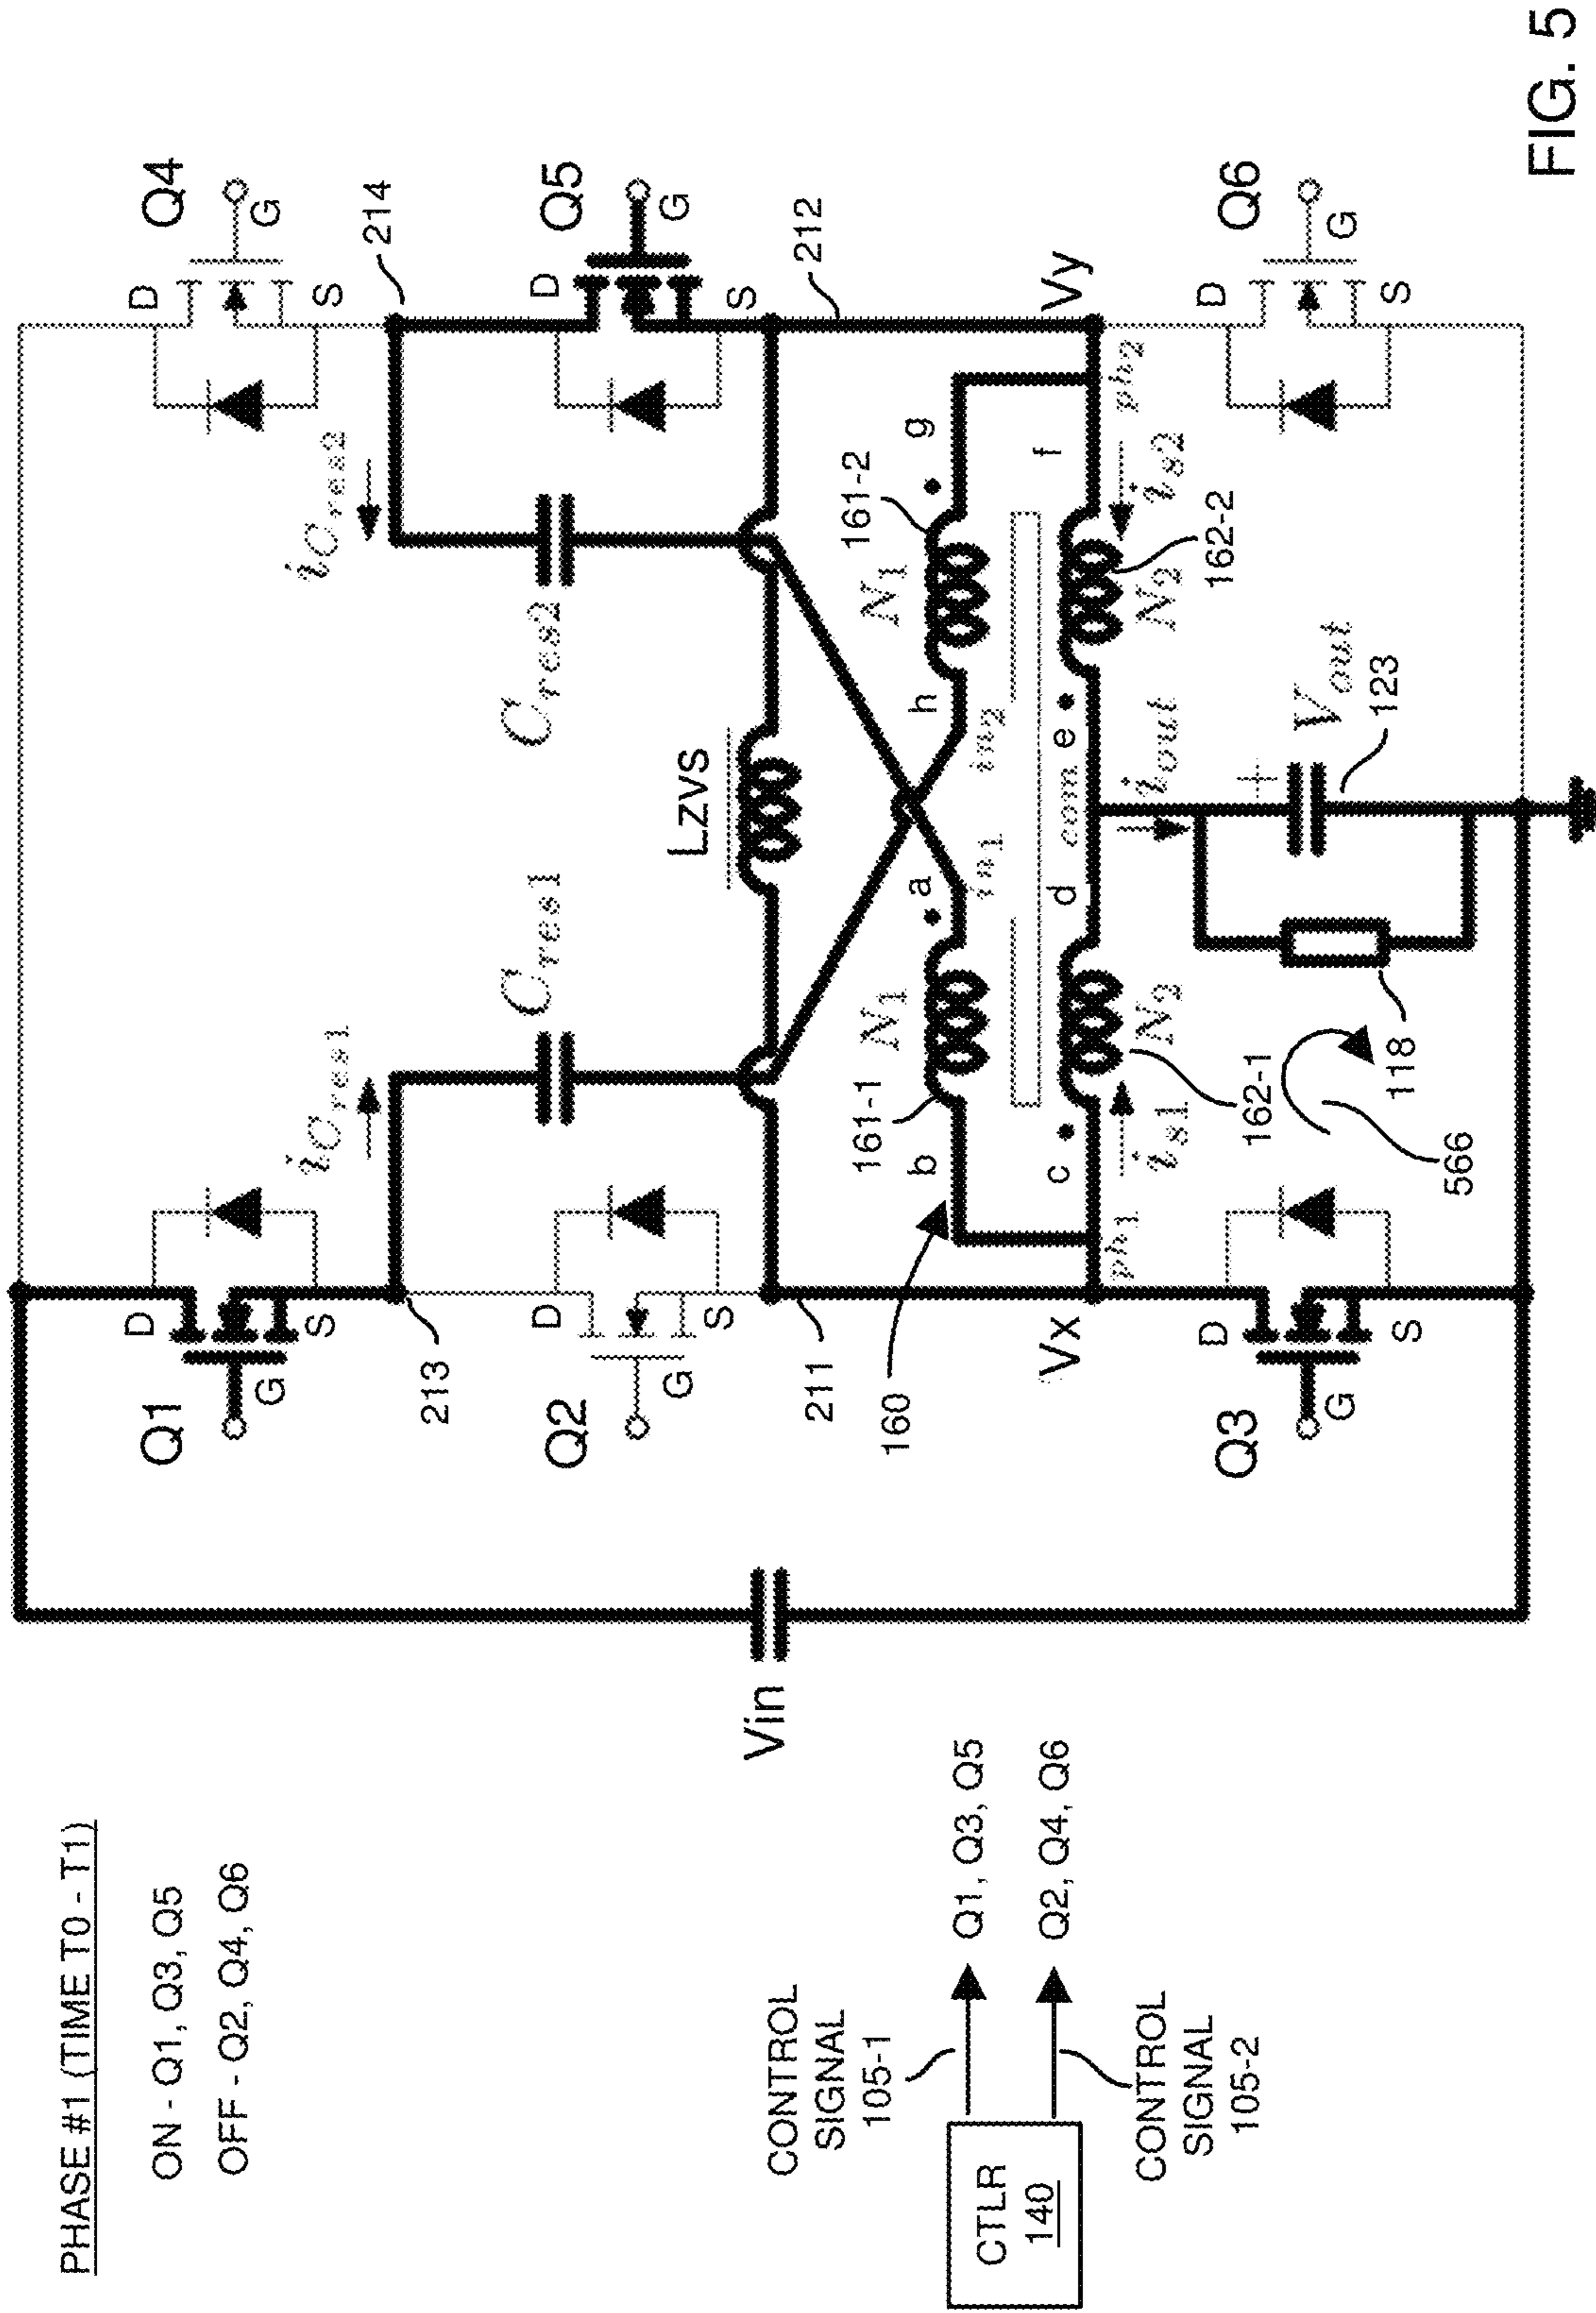 PHASE #1 (TIME T0 - T1)
ON - Q1, Q3, Q5
OFF - Q2, Q4, Q6
Q1
D
G
S
Q4
D
G
S
213
214
iCres1
iCres2
Cres1
Cres2
Q2
D
G
S
Q5
D
G
S
Vin
Lzvs
211
212
160
161-1
161-2
N1
N1
b
a
h
g
in1
in2
Vx
Vy
ph1
ph2
c
d
com
e
f
is1
is2
N2
N2
162-1
162-2
iout
+
Vout
123
118
566
Q3
D
G
S
Q6
D
G
S
CONTROL
SIGNAL
105-1
Q1, Q3, Q5
Q2, Q4, Q6
CTLR
140
CONTROL
SIGNAL
105-2
FIG. 5